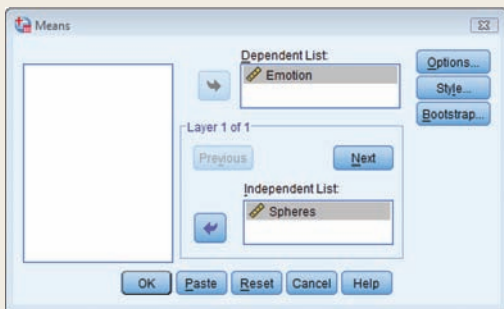 Means
Dependent List:
Emotion
Options...
Style...
Bootstrap...
Layer 1 of 1
Previous
Next
Independent List:
Spheres
OK Paste Reset Cancel Help